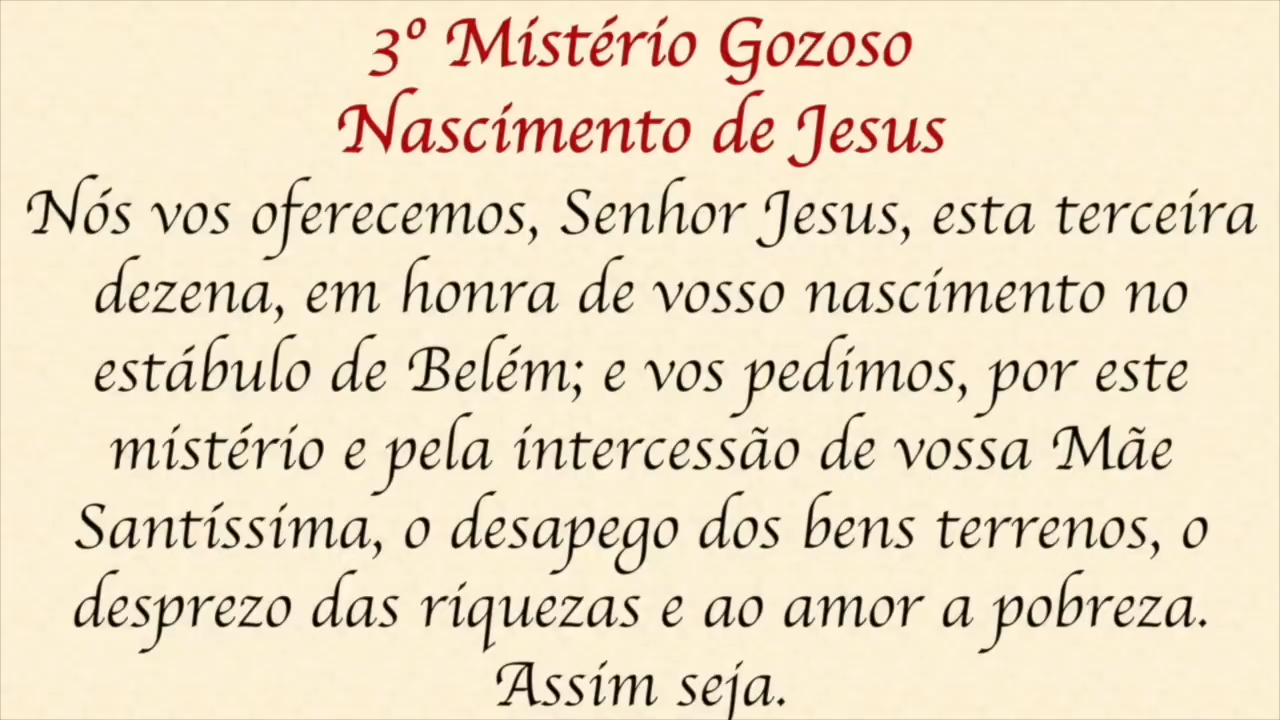 3º Mistério Gozoso
Nascimento de Jesus
Nós vos oferecemos, Senhor Jesus, esta terceira
dezena, em honra de vosso nascimento no
estábulo de Belém; e vos pedimos, por este
mistério e pela intercessão de vossa Mãe
Santíssima, o desapego dos bens terrenos, o
desprezo das riquezas e ao amor a pobreza.
Assim seja.